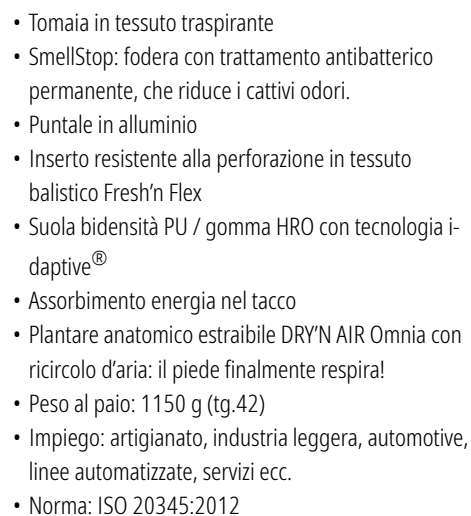 • Tomaia in tessuto traspirante
• SmellStop: fodera con trattamento antibatterico
permanente, che riduce i cattivi odori.
• Puntale in alluminio
• Inserto resistente alla perforazione in tessuto
balistico Fresh'n Flex
• Suola bidensità PU / gomma HRO con tecnologia i-
daptive®
• Assorbimento energia nel tacco
• Plantare anatomico estraibile DRY'N AIR Omnia con
ricircolo d'aria: il piede finalmente respira!
• Peso al paio: 1150 g (tg.42)
• Impiego: artigianato, industria leggera, automotive,
linee automatizzate, servizi ecc.
• Norma: ISO 20345:2012